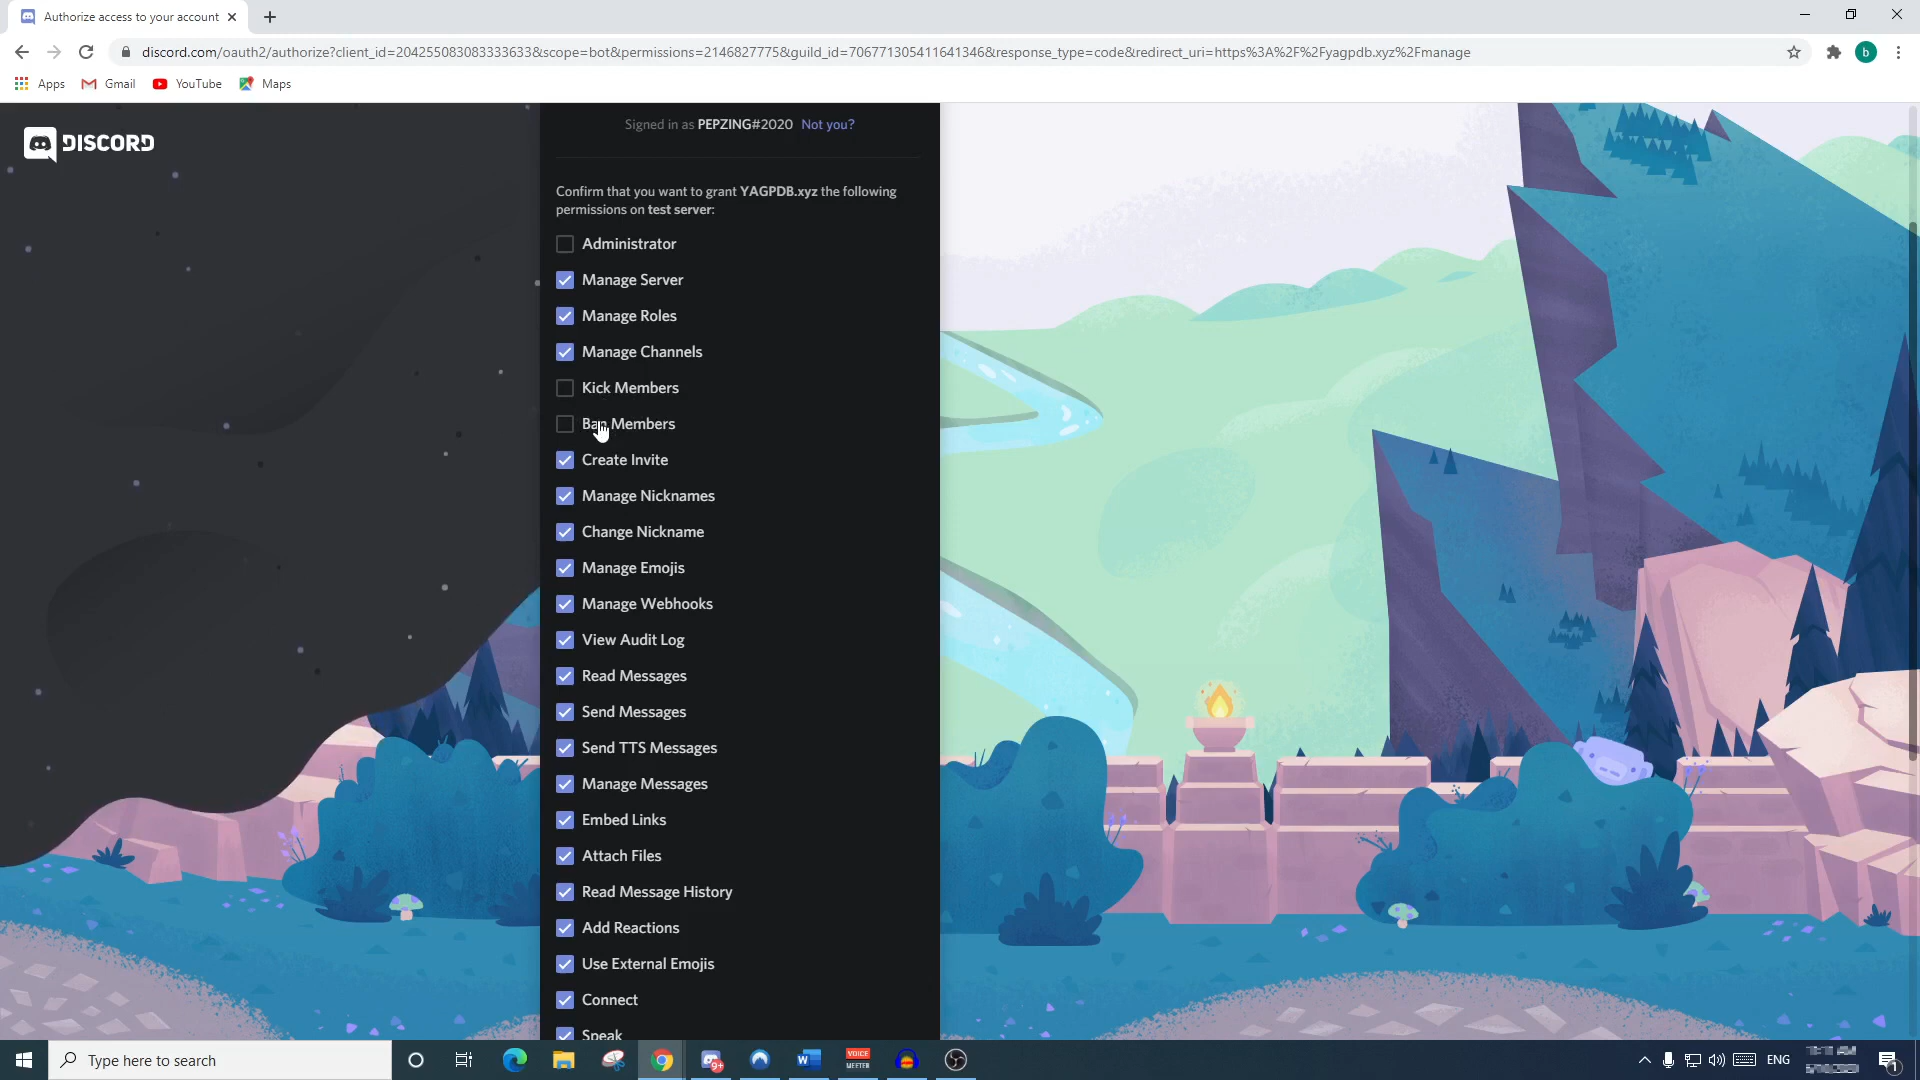 Authorize access to your account
discord.com/oauth2/authorize?client_id=204255083083333633&scope=bot&permissions=2146827775&guild_id=706771305411641346&response_type=code&redirect_uri=https%3A%2F%2Fyagpdb.xyz%2Fmanage
b
Apps
Gmail
YouTube
Maps
DISCORD
Signed in as PEPZING#2020 Not you?
Confirm that you want to grant YAGPDB.xyz the following
permissions on test server:
Administrator
Manage Server
Manage Roles
Manage Channels
Kick Members
Ban Members
Create Invite
Manage Nicknames
Change Nickname
Manage Emojis
Manage Webhooks
View Audit Log
Read Messages
Send Messages
Send TTS Messages
Manage Messages
Embed Links
Attach Files
Read Message History
Add Reactions
Use External Emojis
Connect
Speak
Type here to search
9+
W
VOICE
MEETER
ENG
1